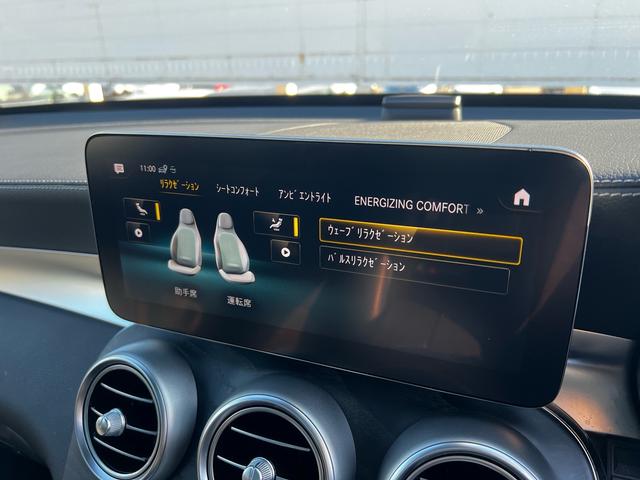 11:00
リラクゼーション シートコンフォート アンビエントライト ENERGIZING COMFORT »
ウェーブリラクゼーション
パルスリラクゼーション
助手席 運転席